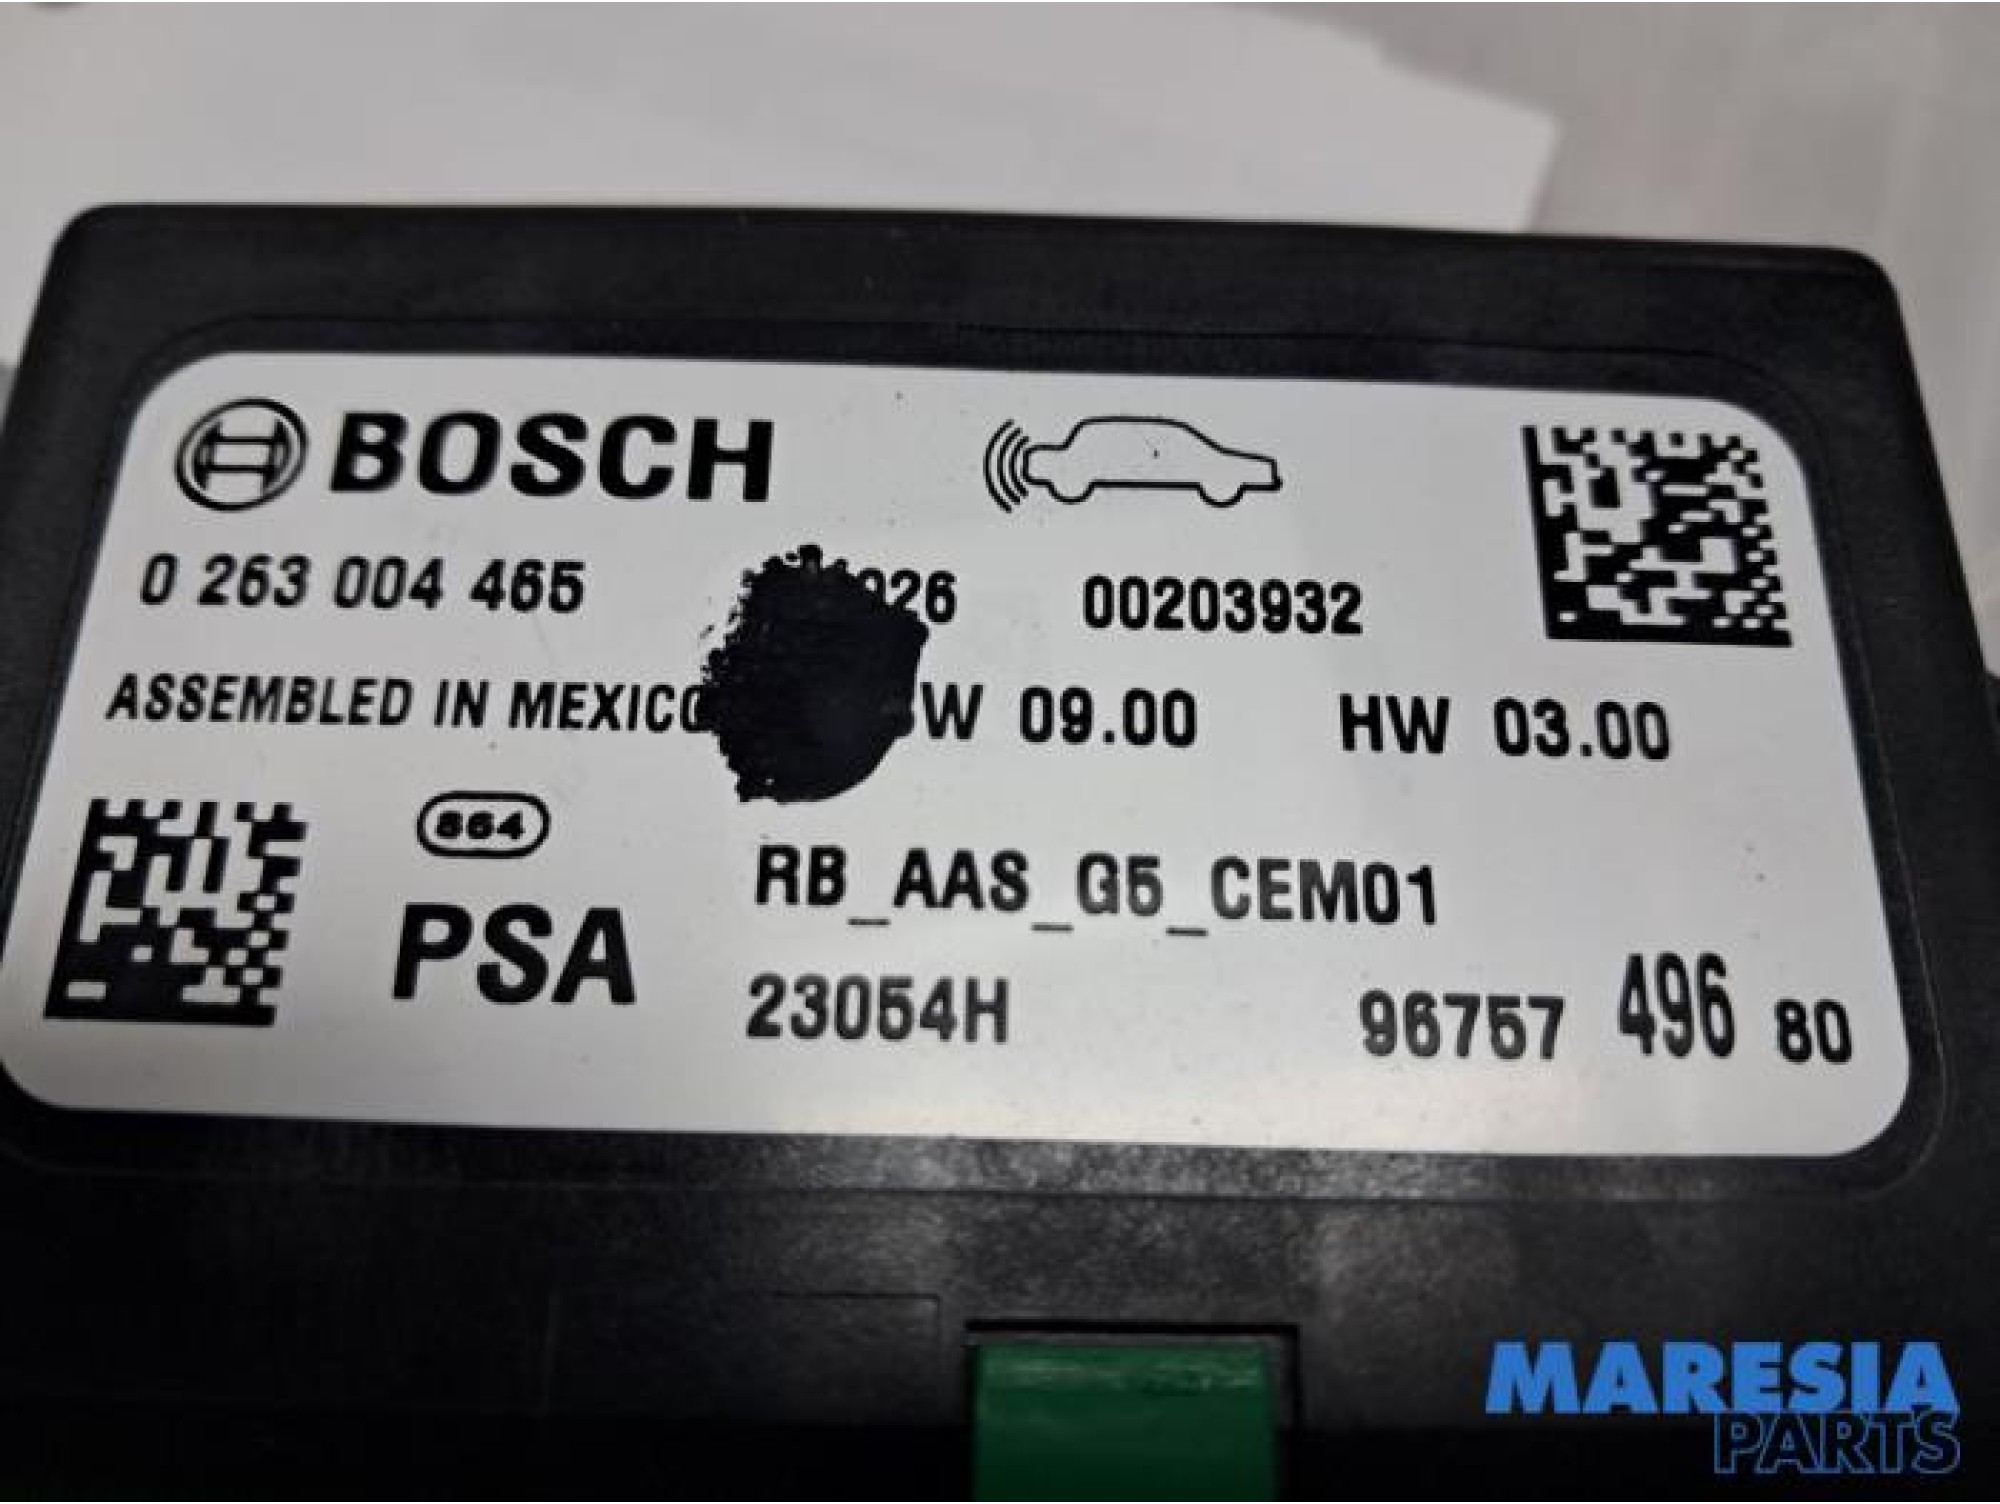 BOSCH
0 263 004 465 00203932
ASSEMBLED IN MEXICO SW 09.00 HW 03.00
864
RB_AAS_G5_CEM01
PSA
23054H 96757 496 80
MARESIA
PARTS